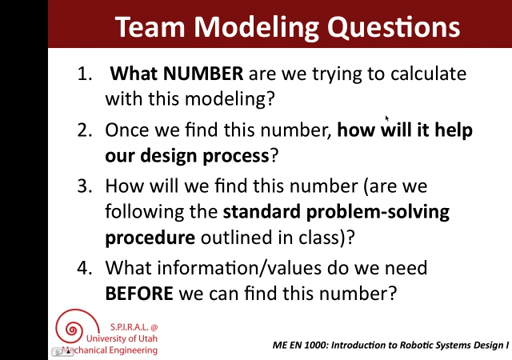 Team Modeling Questions
1. What NUMBER are we trying to calculate
with this modeling?
2. Once we find this number, how will it help
our design process?
3. How will we find this number (are we
following the standard problem-solving
procedure outlined in class)?
4. What information/values do we need
BEFORE we can find this number?
S.P.I.R.A.L. @
University of Utah
Mechanical Engineering
ME EN 1000: Introduction to Robotic Systems Design I